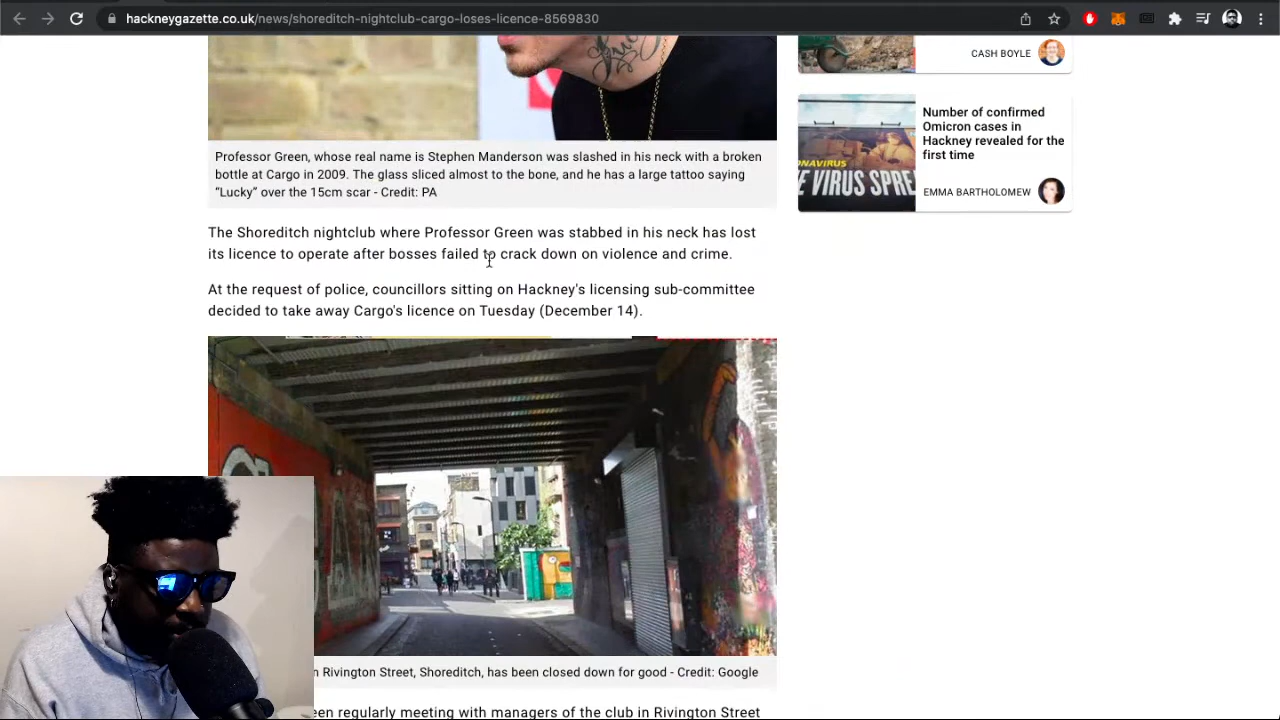 hackneygazette.co.uk/news/shoreditch-nightclub-cargo-loses-licence-8569830
CASH BOYLE
Number of confirmed
Omicron cases in
Hackney revealed for the
first time
EMMA BARTHOLOMEW
VIRUS
Professor Green, whose real name is Stephen Manderson was slashed in his neck with a broken
bottle at Cargo in 2009. The glass sliced almost to the bone, and he has a large tattoo saying
“Lucky” over the 15cm scar - Credit: PA
The Shoreditch nightclub where Professor Green was stabbed in his neck has lost
its licence to operate after bosses failed to crack down on violence and crime.
At the request of police, councillors sitting on Hackney's licensing sub-committee
decided to take away Cargo's licence on Tuesday (December 14).
Rivington Street, Shoreditch, has been closed down for good - Credit: Google
regularly meeting with managers of the club in Rivington Street